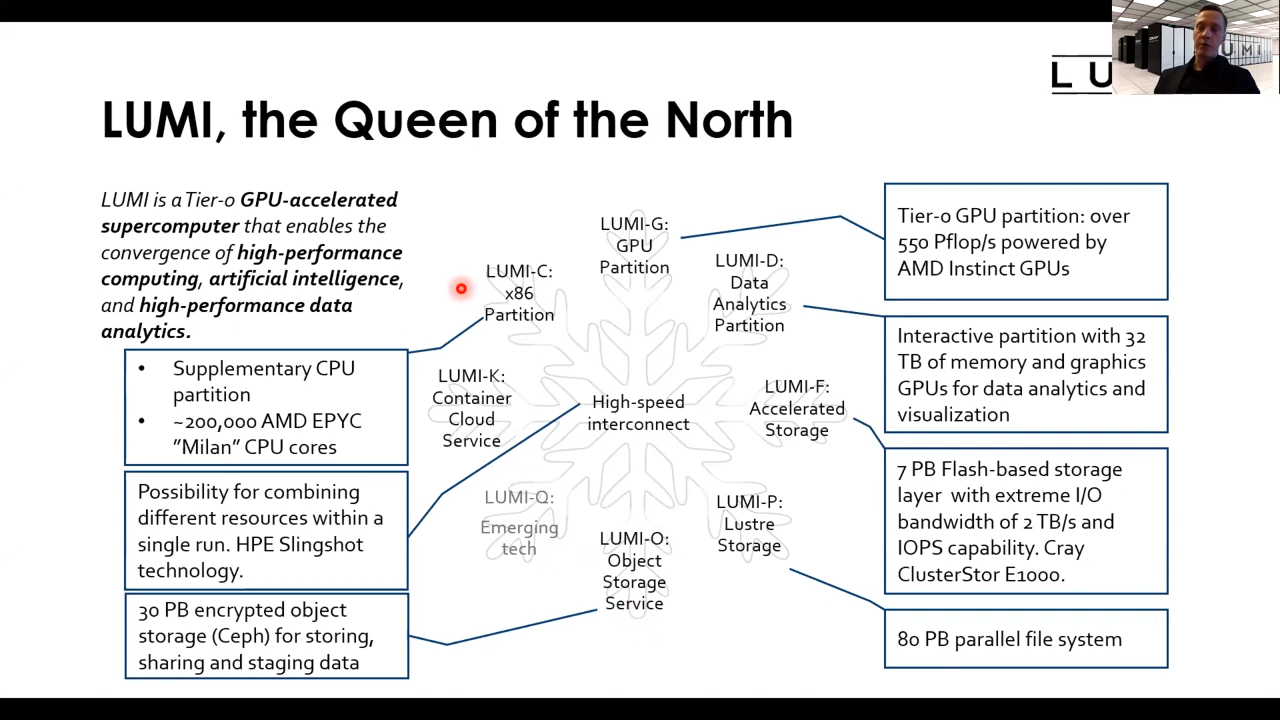 L U
LUMI, the Queen of the North
LUMI is a Tier-0 GPU-accelerated
supercomputer that enables the
convergence of high-performance
computing, artificial intelligence,
and high-performance data
analytics.
• Supplementary CPU
partition
• ~200,000 AMD EPYC
”Milan” CPU cores
Possibility for combining
different resources within a
single run. HPE Slingshot
technology.
30 PB encrypted object
storage (Ceph) for storing,
sharing and staging data
LUMI-C:
x86
Partition
LUMI-G:
GPU
Partition
LUMI-D:
Data
Analytics
Partition
LUMI-K:
Container
Cloud
Service
High-speed
interconnect
LUMI-F:
Accelerated
Storage
LUMI-Q:
Emerging
tech
LUMI-O:
Object
Storage
Service
LUMI-P:
Lustre
Storage
Tier-0 GPU partition: over
550 Pflop/s powered by
AMD Instinct GPUs
Interactive partition with 32
TB of memory and graphics
GPUs for data analytics and
visualization
7 PB Flash-based storage
layer with extreme I/O
bandwidth of 2 TB/s and
IOPS capability. Cray
ClusterStor E1000.
80 PB parallel file system